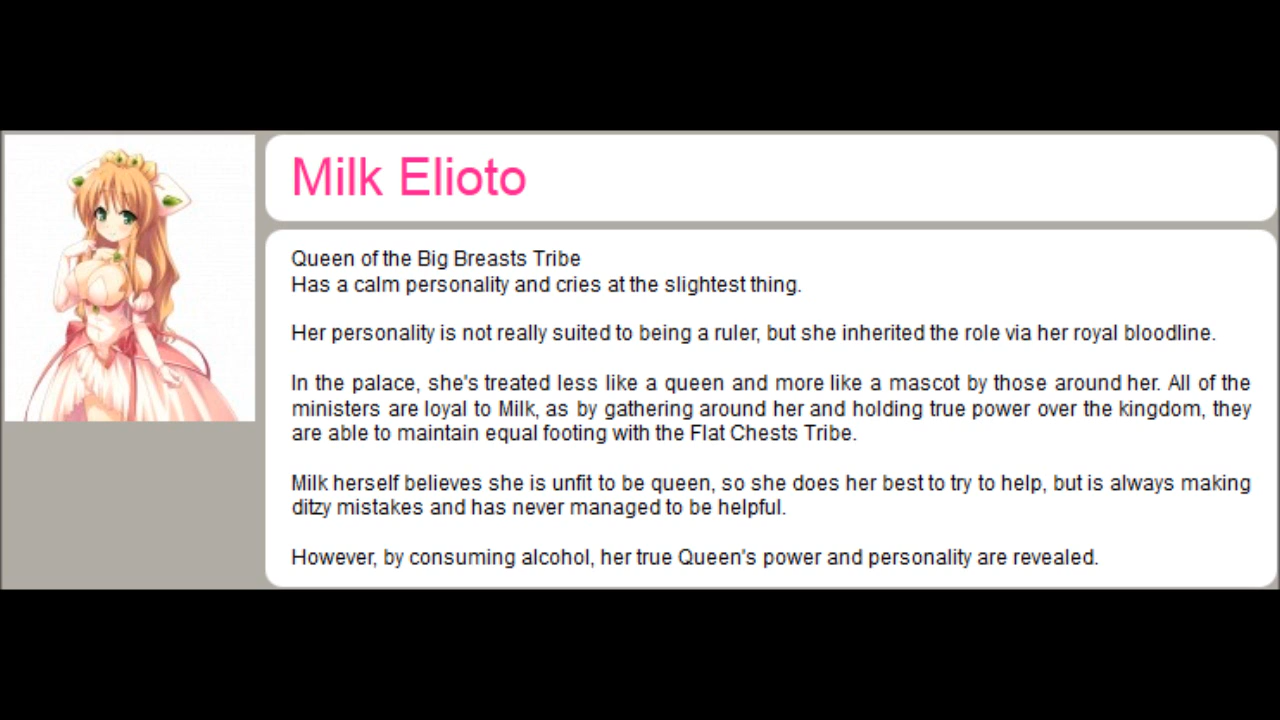 Milk Elioto
Queen of the Big Breasts Tribe
Has a calm personality and cries at the slightest thing.
Her personality is not really suited to being a ruler, but she inherited the role via her royal bloodline.
In the palace, she's treated less like a queen and more like a mascot by those around her. All of the
ministers are loyal to Milk, as by gathering around her and holding true power over the kingdom, they
are able to maintain equal footing with the Flat Chests Tribe.
Milk herself believes she is unfit to be queen, so she does her best to try to help, but is always making
ditzy mistakes and has never managed to be helpful.
However, by consuming alcohol, her true Queen's power and personality are revealed.